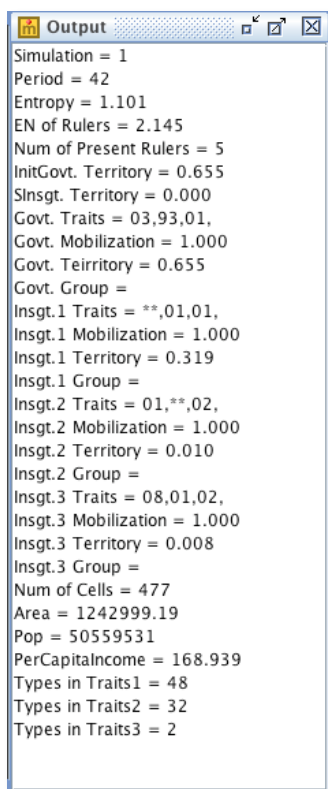 Output
Simulation = 1
Period = 42
Entropy = 1.101
EN of Rulers = 2.145
Num of Present Rulers = 5
InitGovt. Territory = 0.655
SInsgt. Territory = 0.000
Govt. Traits = 03,93,01,
Govt. Mobilization = 1.000
Govt. Teirritory = 0.655
Govt. Group =
Insgt.1 Traits = **,01,01,
Insgt.1 Mobilization = 1.000
Insgt.1 Territory = 0.319
Insgt.1 Group =
Insgt.2 Traits = 01,**,02,
Insgt.2 Mobilization = 1.000
Insgt.2 Territory = 0.010
Insgt.2 Group =
Insgt.3 Traits = 08,01,02,
Insgt.3 Mobilization = 1.000
Insgt.3 Territory = 0.008
Insgt.3 Group =
Num of Cells = 477
Area = 1242999.19
Pop = 50559531
PerCapitaIncome = 168.939
Types in Traits1 = 48
Types in Traits2 = 32
Types in Traits3 = 2